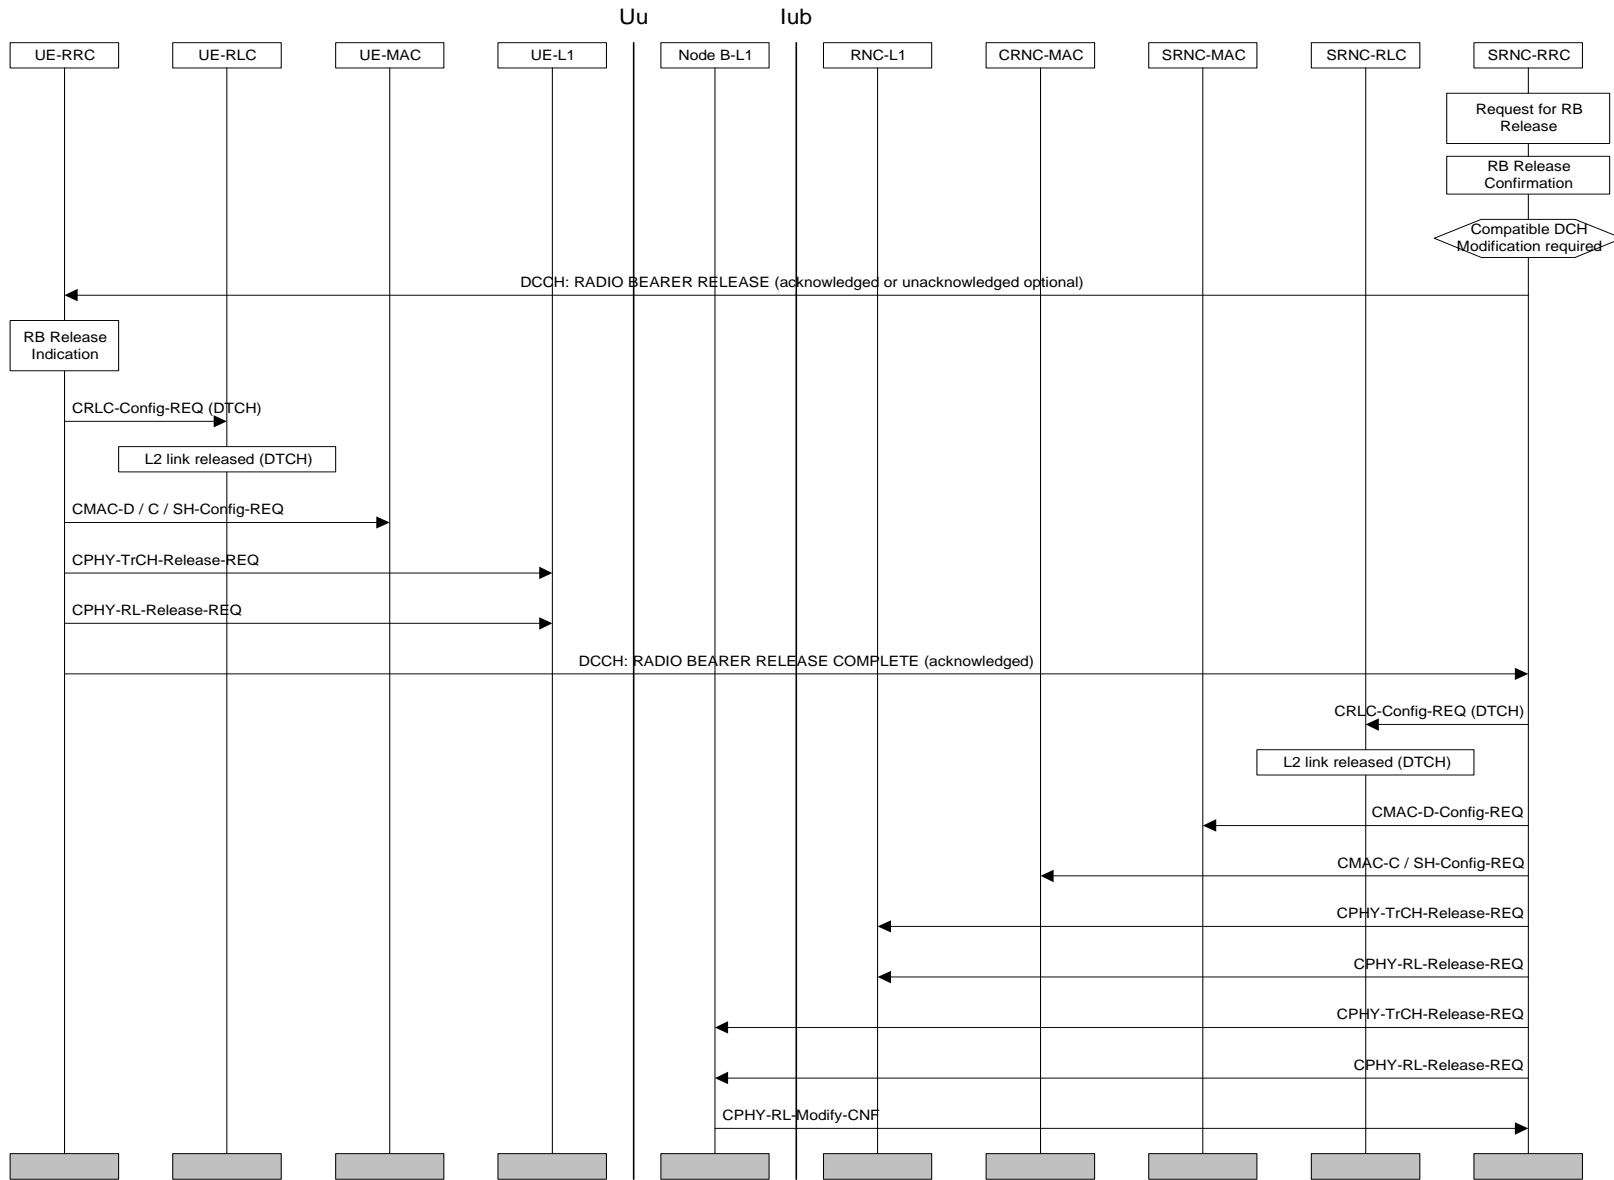 Uu
Iub
UE-RRC
UE-RLC
UE-MAC
UE-L1
Node B-L1
RNC-L1
CRNC-MAC
SRNC-MAC
SRNC-RLC
SRNC-RRC
Request for RB
Release
RB Release
Confirmation
Compatible DCH
Modification required
DCCH: RADIO BEARER RELEASE (acknowledged or unacknowledged optional)
RB Release
Indication
CRLC-Config-REQ (DTCH)
L2 link released (DTCH)
CMAC-D / C / SH-Config-REQ
CPHY-TrCH-Release-REQ
CPHY-RL-Release-REQ
DCCH: RADIO BEARER RELEASE COMPLETE (acknowledged)
CRLC-Config-REQ (DTCH)
L2 link released (DTCH)
CMAC-D-Config-REQ
CMAC-C / SH-Config-REQ
CPHY-TrCH-Release-REQ
CPHY-RL-Release-REQ
CPHY-TrCH-Release-REQ
CPHY-RL-Release-REQ
CPHY-RL-Modify-CNF